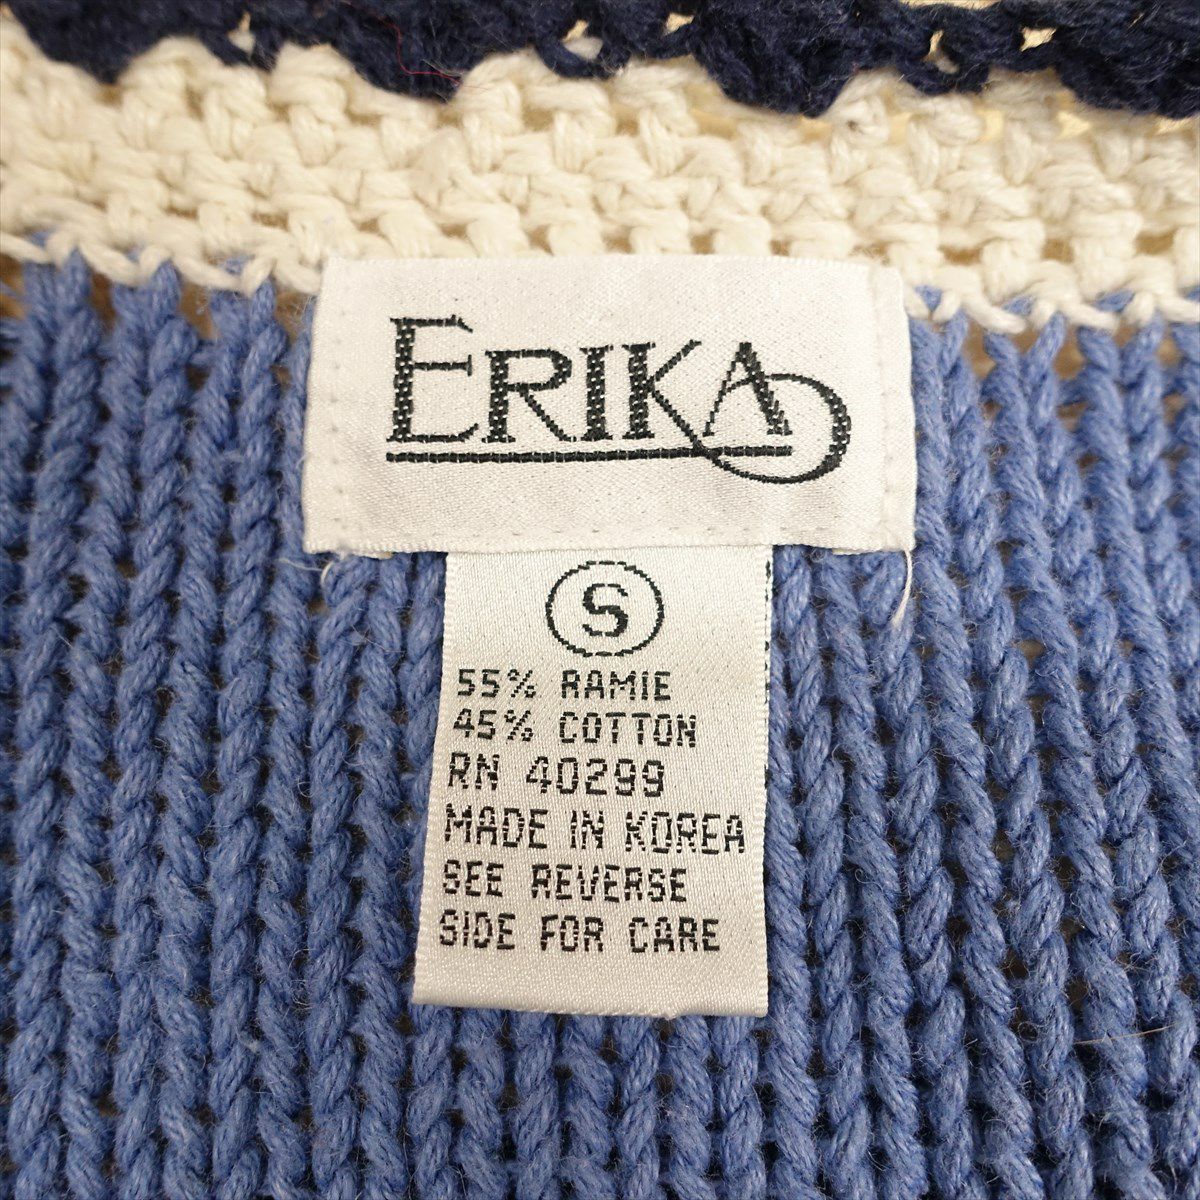 ERIKA
S
55% RAMIE
45% COTTON
RN 40299
MADE IN KOREA
SEE REVERSE
SIDE FOR CARE